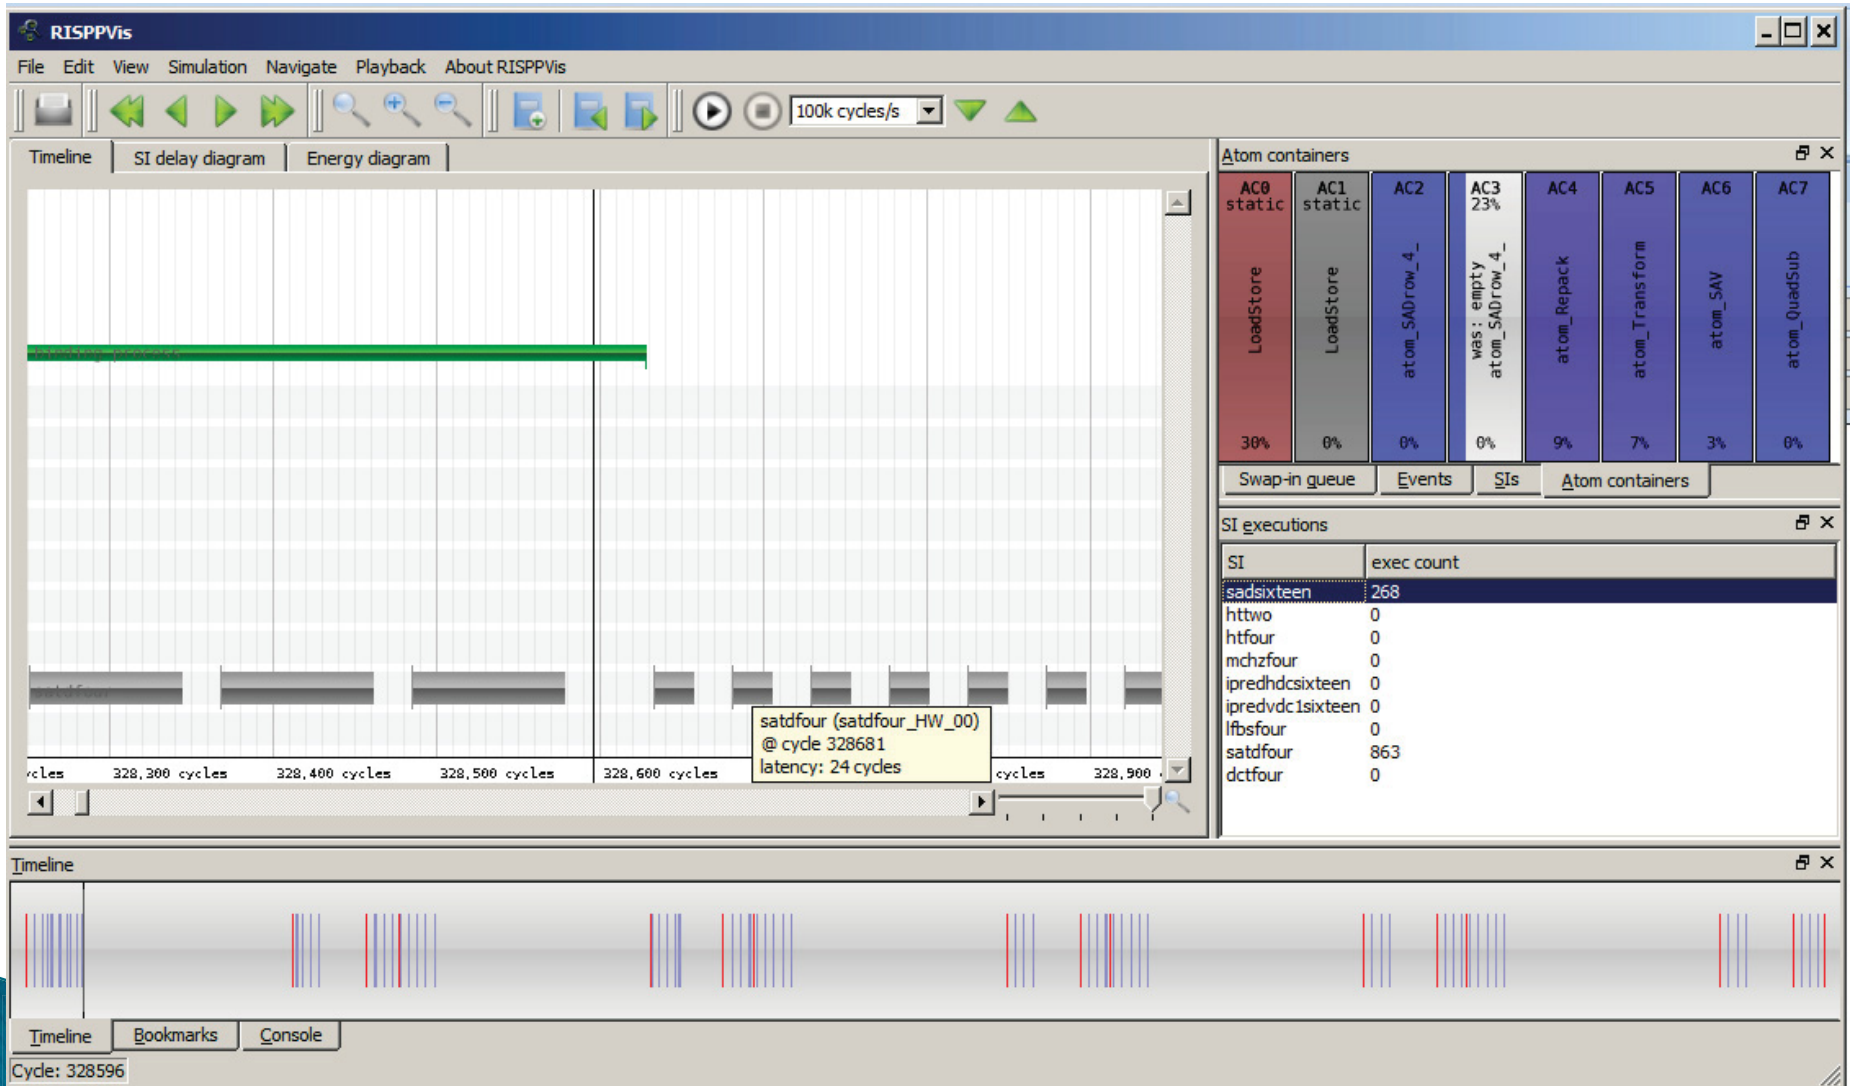 RISPPVis
File Edit View Simulation Navigate Playback About RISPPVis
100k cycles/s
Timeline SI delay diagram Energy diagram
binding process
satdfour
satdfour (satdfour_HW_00)
@ cycle 328681
latency: 24 cycles
328,300 cycles 328,400 cycles 328,500 cycles 328,600 cycles cycles 328,900
Atom containers
AC0 static LoadStore 30%
AC1 static LoadStore 0%
AC2 atom_SADrow_4_ 0%
AC3 23% was: empty atom_SADrow_4_ 0%
AC4 atom_Repack 9%
AC5 atom_Transform 7%
AC6 atom_SAV 3%
AC7 atom_QuadSub 0%
Swap-in queue Events SIs Atom containers
SI executions
SI exec count
sadsixteen 268
httwo 0
htfour 0
mchzfour 0
ipredhdcsixteen 0
ipredvdc1sixteen 0
lfbsfour 0
satdfour 863
dctfour 0
Timeline
Timeline Bookmarks Console
Cycle: 328596